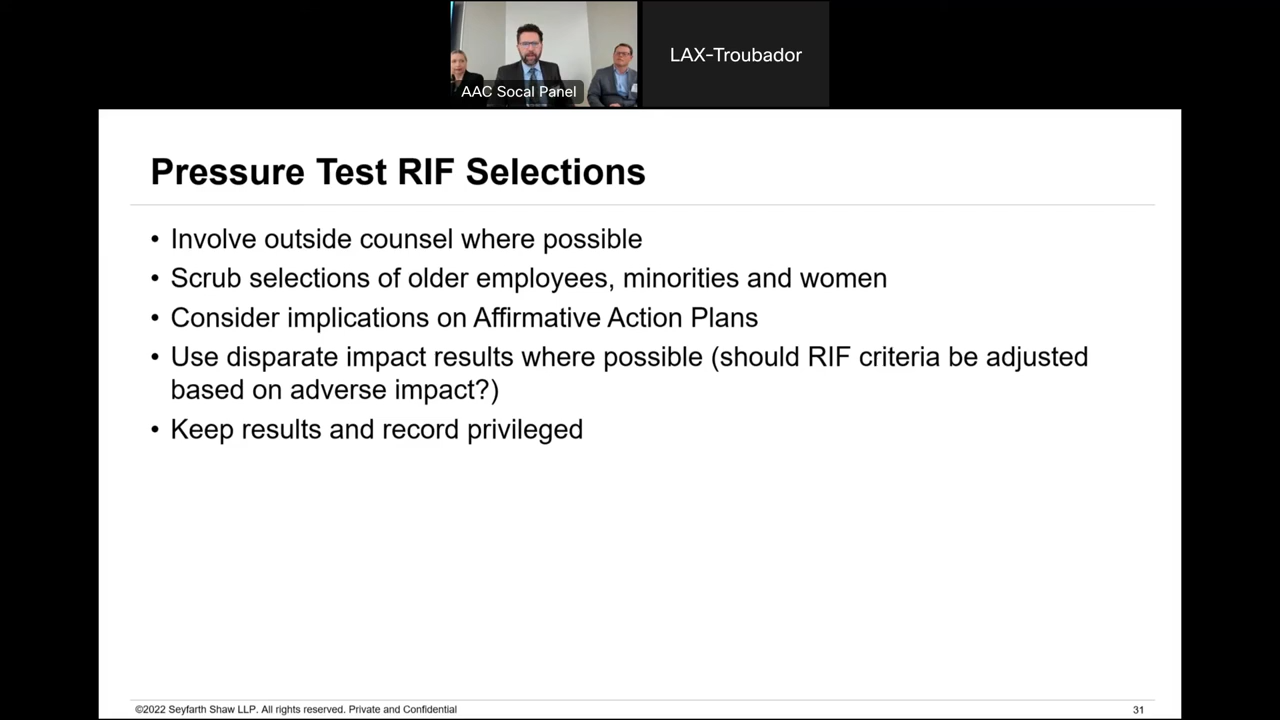 AAC Socal Panel
LAX-Troubador
Pressure Test RIF Selections
• Involve outside counsel where possible
• Scrub selections of older employees, minorities and women
• Consider implications on Affirmative Action Plans
• Use disparate impact results where possible (should RIF criteria be adjusted
based on adverse impact?)
• Keep results and record privileged
©2022 Seyfarth Shaw LLP. All rights reserved. Private and Confidential
31